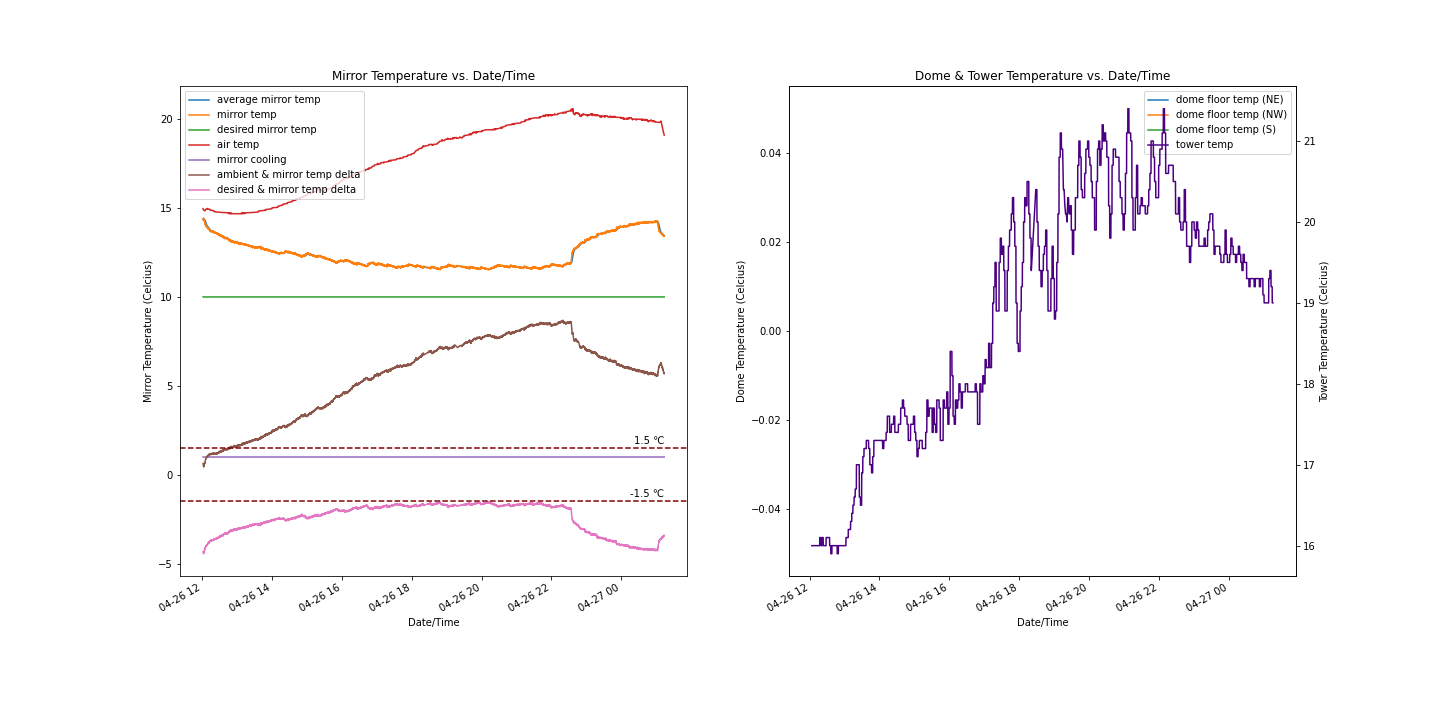 Mirror Temperature vs. Date/Time
average mirror temp
mirror temp
desired mirror temp
air temp
mirror cooling
ambient & mirror temp delta
desired & mirror temp delta
20
15
10
5
0
−5
Mirror Temperature (Celcius)
1.5 °C
-1.5 °C
04-26 12
04-26 14
04-26 16
04-26 18
04-26 20
04-26 22
04-27 00
Date/Time
Dome & Tower Temperature vs. Date/Time
dome floor temp (NE)
dome floor temp (NW)
dome floor temp (S)
tower temp
0.04
0.02
0.00
−0.02
−0.04
Dome Temperature (Celcius)
21
20
19
18
17
16
Tower Temperature (Celcius)
04-26 12
04-26 14
04-26 16
04-26 18
04-26 20
04-26 22
04-27 00
Date/Time